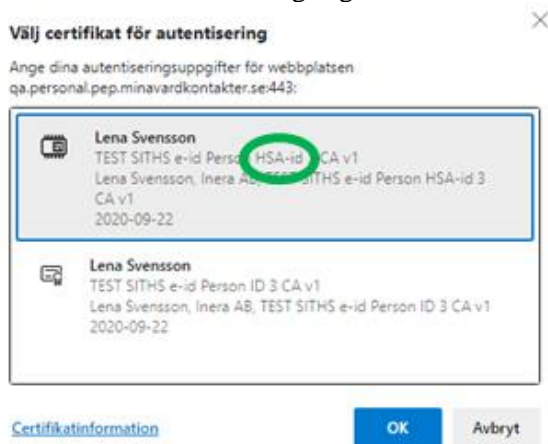 Välj certifikat för autentisering
Ange dina autentiseringsuppgifter för webbplatsen
qa.personal.pep.minavardkontakter.se:443:
Lena Svensson
TEST SITHS e-id Person HSA-id CA v1
Lena Svensson, Inera AB, TEST SITHS e-id Person HSA-id 3
CA v1
2020-09-22
Lena Svensson
TEST SITHS e-id Person ID 3 CA v1
Lena Svensson, Inera AB, TEST SITHS e-id Person ID 3 CA v1
2020-09-22
Certifikatinformation
OK
Avbryt